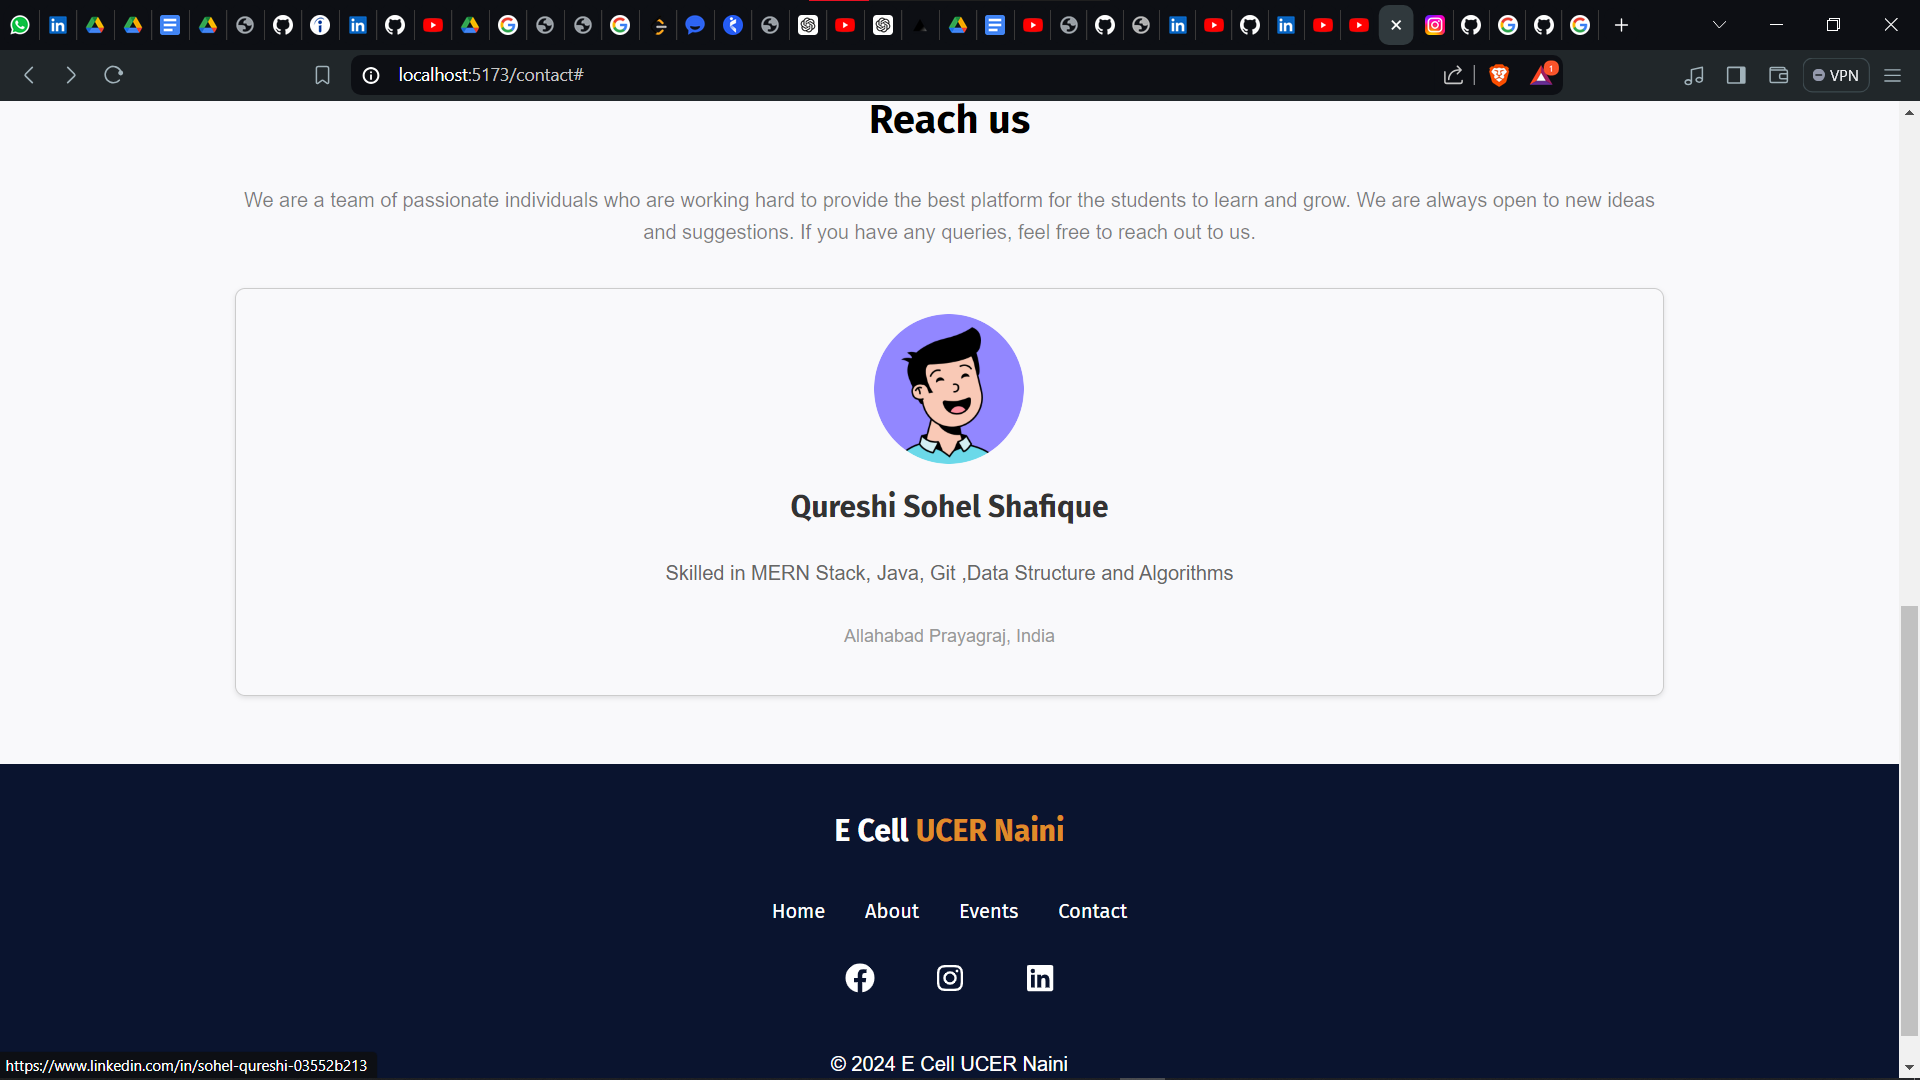 localhost:5173/contact#
1
VPN
Reach us
We are a team of passionate individuals who are working hard to provide the best platform for the students to learn and grow. We are always open to new ideas
and suggestions. If you have any queries, feel free to reach out to us.
Qureshi Sohel Shafique
Skilled in MERN Stack, Java, Git ,Data Structure and Algorithms
Allahabad Prayagraj, India
E Cell UCER Naini
Home About Events Contact
https://www.linkedin.com/in/sohel-qureshi-03552b213
© 2024 E Cell UCER Naini